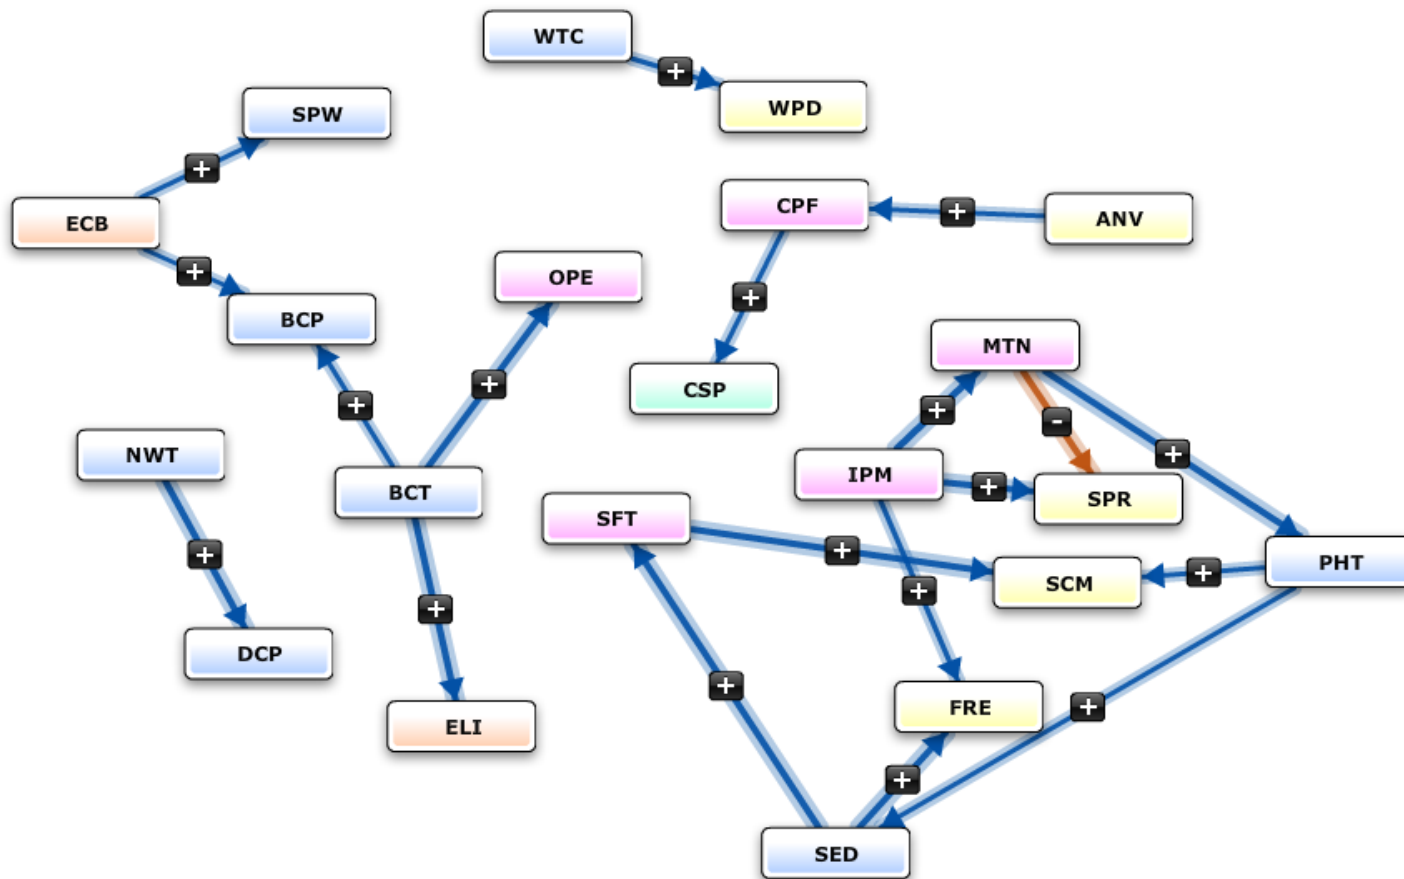 WTC
+
WPD
SPW
+
ECB
+
BCP
CPF
+
ANV
OPE
+
CSP
MTN
+
+
+
-
+
NWT
BCT
IPM
+
SPR
SFT
+
SCM
+
PHT
+
+
+
DCP
ELI
FRE
+
+
+
SED